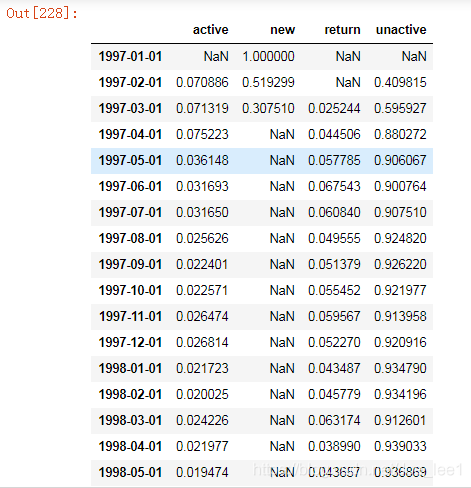 Out[228]:
active new return unactive
1997-01-01 NaN 1.000000 NaN NaN
1997-02-01 0.070886 0.519299 NaN 0.409815
1997-03-01 0.071319 0.307510 0.025244 0.595927
1997-04-01 0.075223 NaN 0.044506 0.880272
1997-05-01 0.036148 NaN 0.057785 0.906067
1997-06-01 0.031693 NaN 0.067543 0.900764
1997-07-01 0.031650 NaN 0.060840 0.907510
1997-08-01 0.025626 NaN 0.049555 0.924820
1997-09-01 0.022401 NaN 0.051379 0.926220
1997-10-01 0.022571 NaN 0.055452 0.921977
1997-11-01 0.026474 NaN 0.059567 0.913958
1997-12-01 0.026814 NaN 0.052270 0.920916
1998-01-01 0.021723 NaN 0.043487 0.934790
1998-02-01 0.020025 NaN 0.045779 0.934196
1998-03-01 0.024226 NaN 0.063174 0.912601
1998-04-01 0.021977 NaN 0.038990 0.939033
1998-05-01 0.019474 NaN 0.043657 0.936869